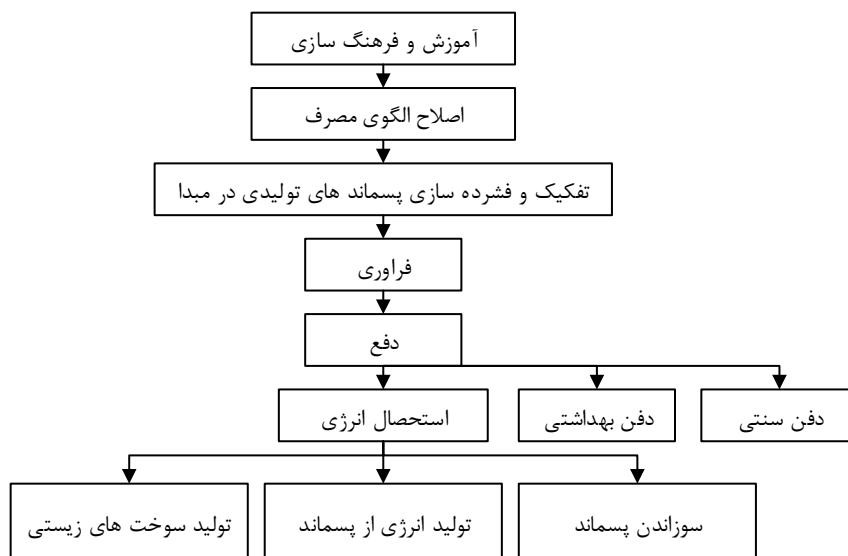 آموزش و فرهنگ سازی
اصلاح الگوی مصرف
تفکیک و فشرده سازی پسماند های تولیدی در مبدا
فراوری
دفع
دفن سنتی
دفن بهداشتی
استحصال انرژی
سوزاندن پسماند
تولید انرژی از پسماند
تولید سوخت های زیستی